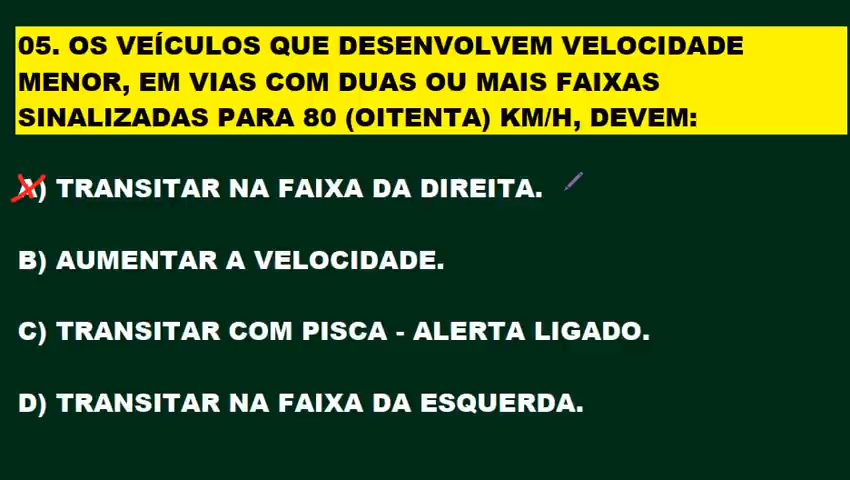 05. OS VEÍCULOS QUE DESENVOLVEM VELOCIDADE
MENOR, EM VIAS COM DUAS OU MAIS FAIXAS
SINALIZADAS PARA 80 (OITENTA) KM/H, DEVEM:
A) TRANSITAR NA FAIXA DA DIREITA.
B) AUMENTAR A VELOCIDADE.
C) TRANSITAR COM PISCA - ALERTA LIGADO.
D) TRANSITAR NA FAIXA DA ESQUERDA.